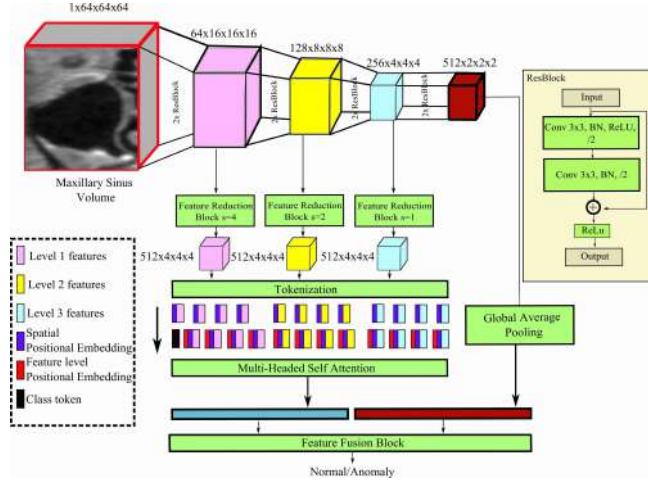 1x64x64x64
64x16x16x16
128x8x8x8
256x4x4x4
512x2x2x2
2x ResBlock
2x ResBlock
2x ResBlock
2x ResBlock
Maxillary Sinus
Volume
ResBlock
Input
Conv 3x3, BN, ReLU,
/2
Conv 3x3, BN, /2
+
ReLu
Output
Feature Reduction
Block s=4
Feature Reduction
Block s=2
Feature Reduction
Block s=1
512x4x4x4
512x4x4x4
512x4x4x4
Tokenization
Level 1 features
Level 2 features
Level 3 features
Spatial
Positional Embedding
Feature level
Positional Embedding
Class token
Global Average
Pooling
Multi-Headed Self Attention
Feature Fusion Block
Normal/Anomaly